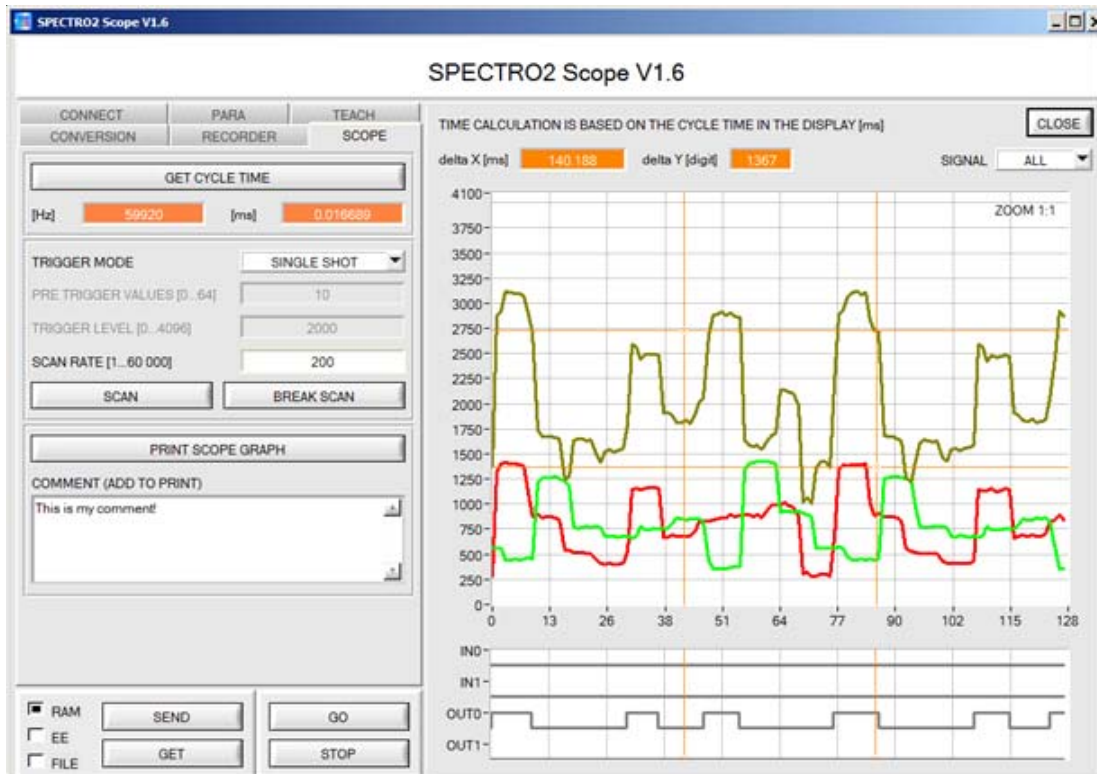 SPECTRO2 Scope V1.6
SPECTRO2 Scope V1.6
CONNECT PARA TEACH
CONVERSION RECORDER SCOPE
GET CYCLE TIME
[Hz] 59920 [ms] 0.016689
TRIGGER MODE SINGLE SHOT
PRE TRIGGER VALUES [0..64] 10
TRIGGER LEVEL [0...4096] 2000
SCAN RATE [1...60 000] 200
SCAN BREAK SCAN
PRINT SCOPE GRAPH
COMMENT (ADD TO PRINT)
This is my comment!
RAM
EE
FILE
SEND GO
GET STOP
TIME CALCULATION IS BASED ON THE CYCLE TIME IN THE DISPLAY [ms]
CLOSE
delta X [ms] 140.188 delta Y [digit] 1367 SIGNAL ALL
ZOOM 1:1
4100
3750
3500
3250
3000
2750
2500
2250
2000
1750
1500
1250
1000
750
500
250
0
0 13 26 38 51 64 77 90 102 115 128
IN0
IN1
OUT0
OUT1